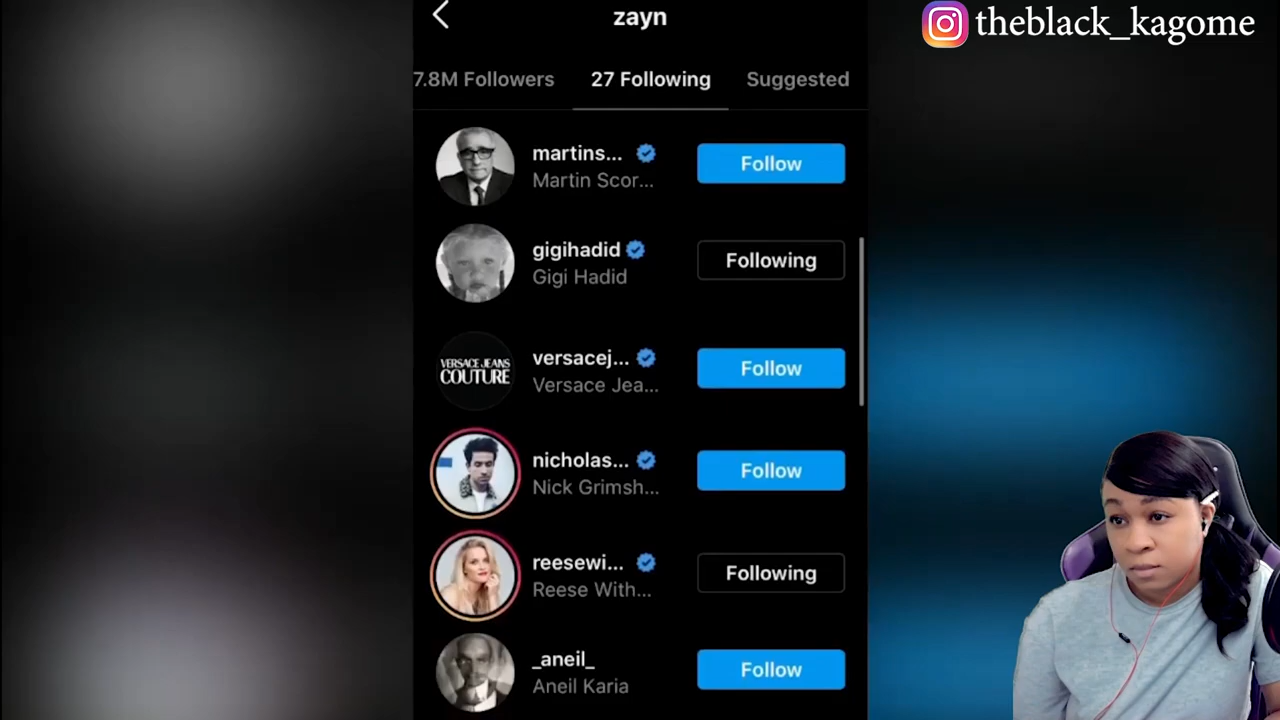 theblack_kagome
zayn
7.8M Followers 27 Following Suggested
martins... Follow
Martin Scor...
gigihadid Following
Gigi Hadid
VERSACE JEANS
COUTURE
versacej... Follow
Versace Jea...
nicholas... Follow
Nick Grimsh...
reesewi... Following
Reese With...
_aneil_ Follow
Aneil Karia